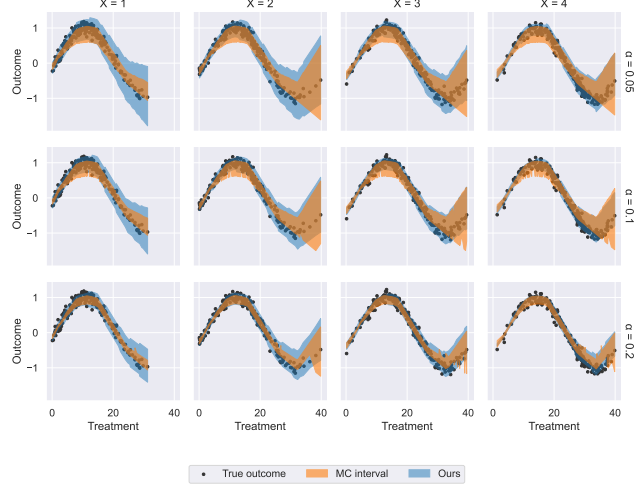 X = 1 X = 2 X = 3 X = 4
1
0
−1
Outcome
α = 0.05
1
0
−1
Outcome
α = 0.1
1
0
−1
Outcome
α = 0.2
0 20 40 0 20 40 0 20 40 0 20 40
Treatment Treatment Treatment Treatment
True outcome MC interval Ours